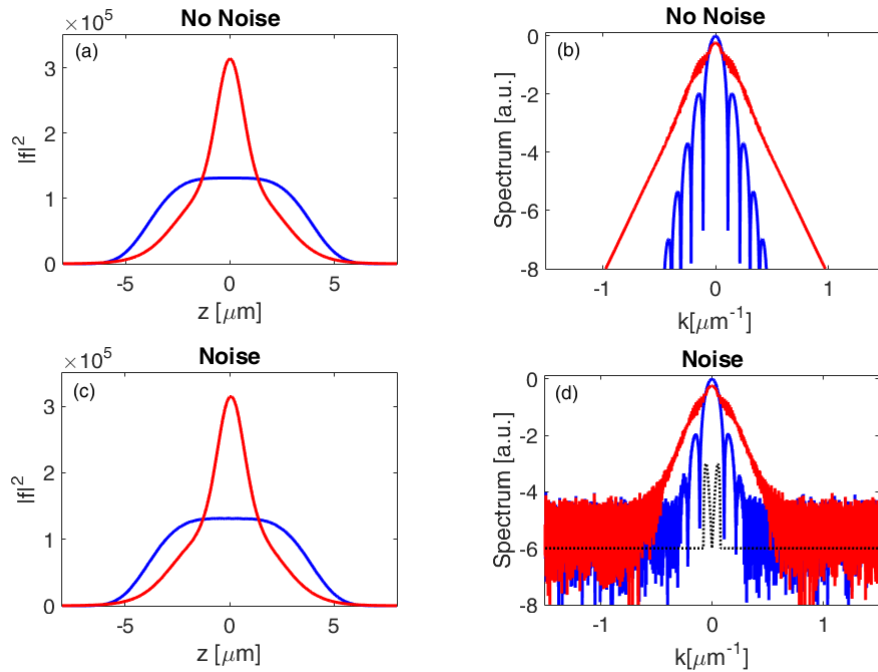 No Noise
×10^5
(a)
3
2
1
0
|f|^2
-5 0 5
z [μm]
No Noise
(b)
0
-2
-4
-6
-8
Spectrum [a.u.]
-1 0 1
k[μm^-1]
Noise
×10^5
(c)
3
2
1
0
|f|^2
-5 0 5
z [μm]
Noise
(d)
0
-2
-4
-6
-8
Spectrum [a.u.]
-1 0 1
k[μm^-1]